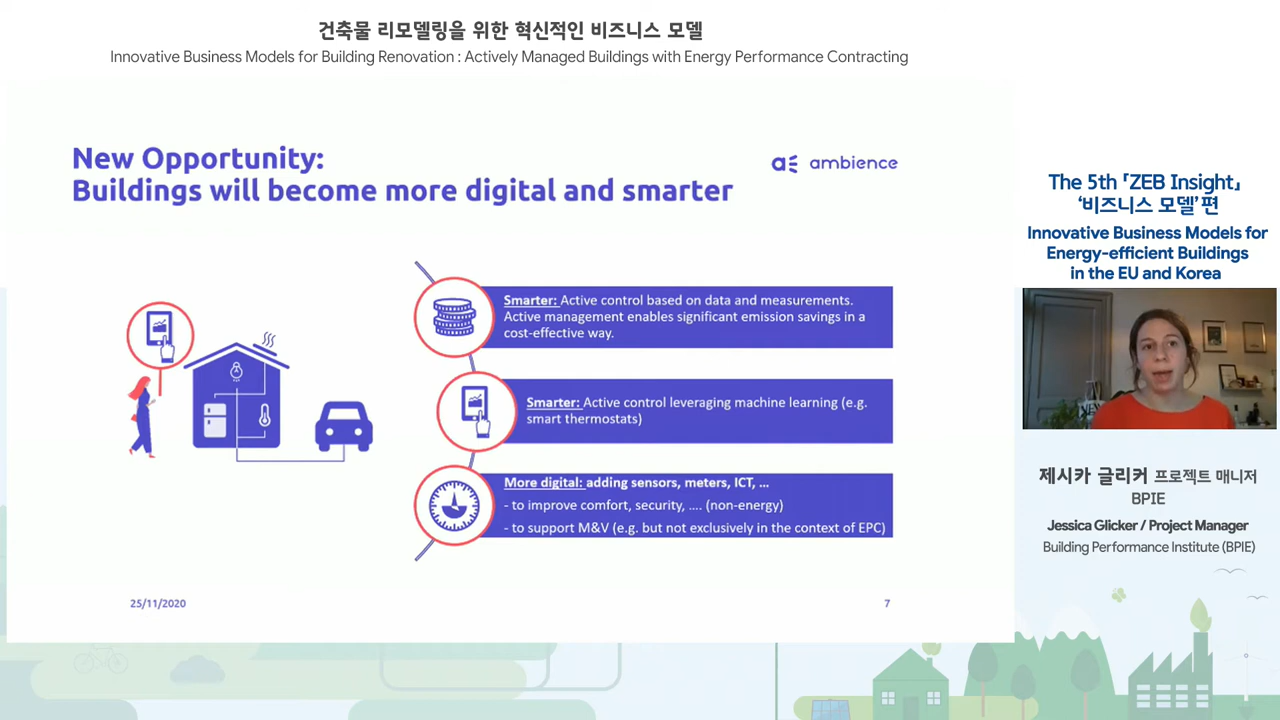 건축물 리모델링을 위한 혁신적인 비즈니스 모델
Innovative Business Models for Building Renovation : Actively Managed Buildings with Energy Performance Contracting
New Opportunity:
Buildings will become more digital and smarter
ambience
Smarter: Active control based on data and measurements.
Active management enables significant emission savings in a
cost-effective way.
Smarter: Active control leveraging machine learning (e.g.
smart thermostats)
More digital: adding sensors, meters, ICT, ...
- to improve comfort, security, .... (non-energy)
- to support M&V (e.g. but not exclusively in the context of EPC)
25/11/2020
7
The 5th「ZEB Insight」
‘비즈니스 모델’편
Innovative Business Models for
Energy-efficient Buildings
in the EU and Korea
제시카 글리커 프로젝트 매니저
BPIE
Jessica Glicker / Project Manager
Building Performance Institute (BPIE)